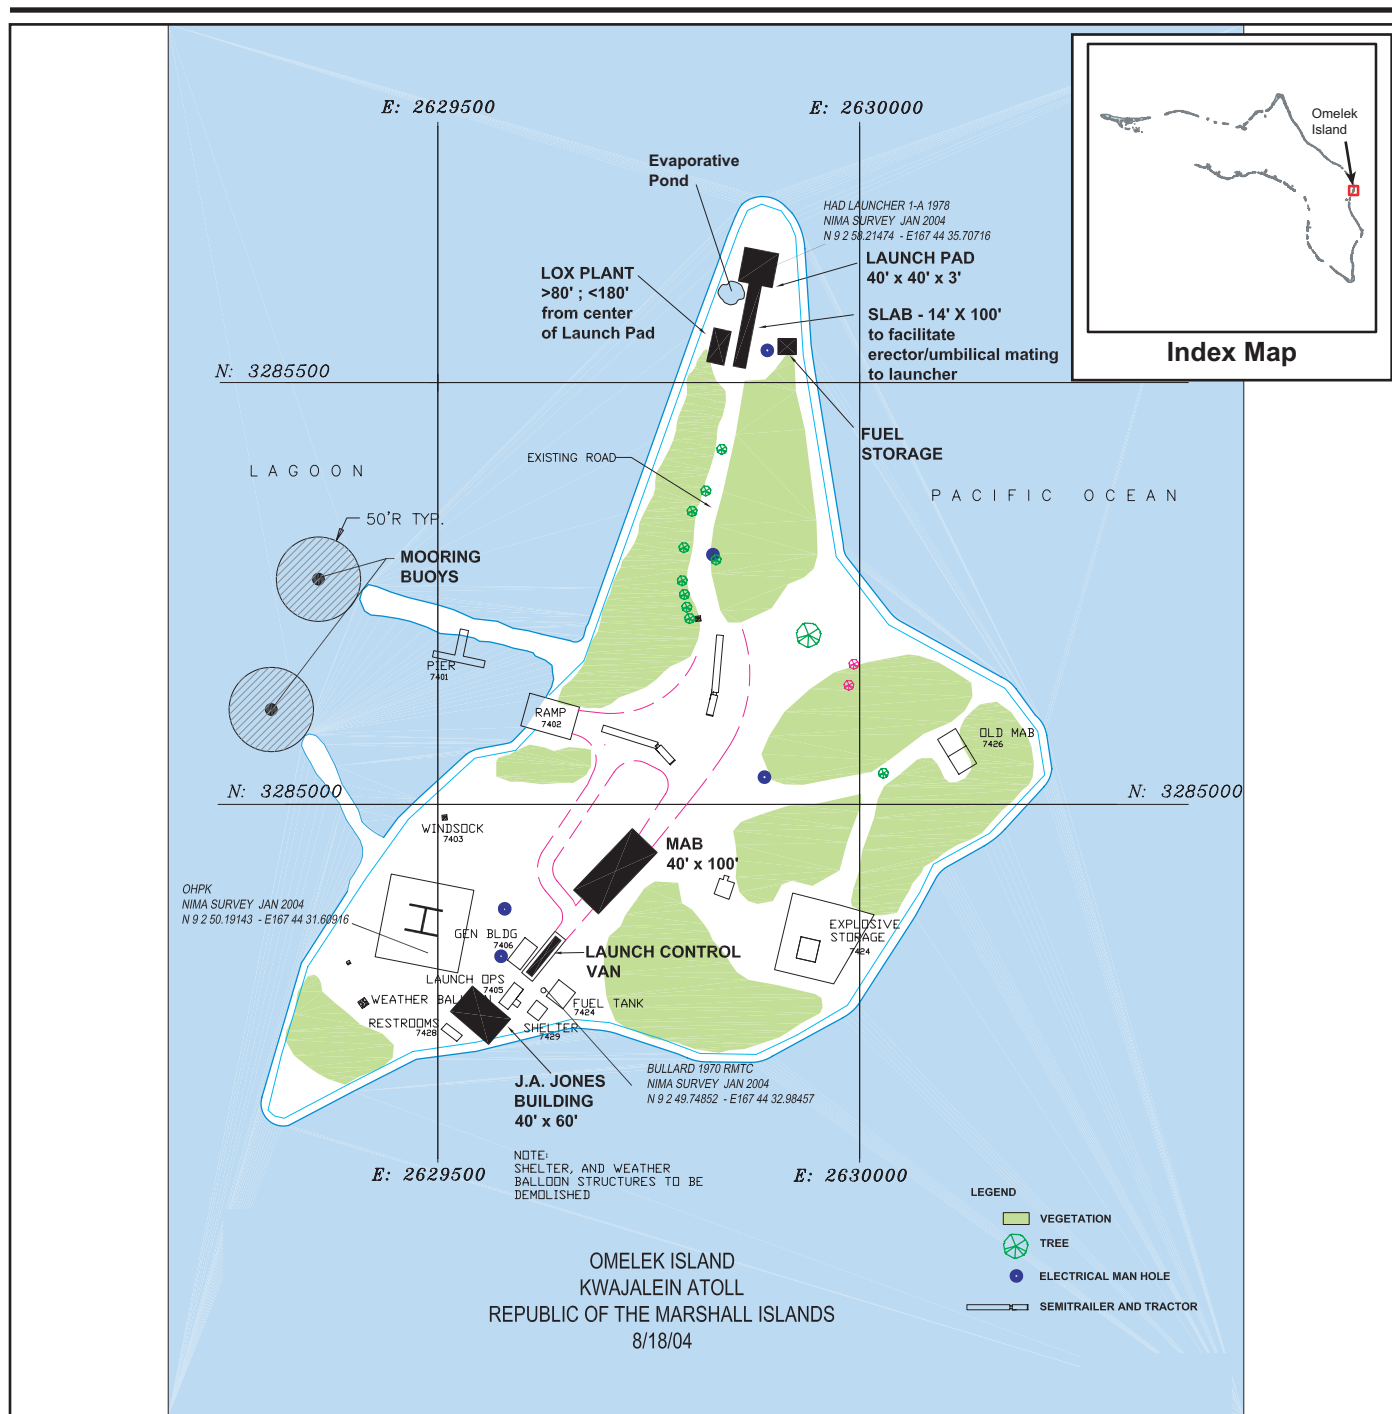 E: 2629500
E: 2630000
Omelek
Island
Index Map
Evaporative
Pond
HAD LAUNCHER 1-A 1978
NIMA SURVEY JAN 2004
N 9 2 58.21474 - E167 44 35.70716
LOX PLANT
>80' ; <180'
from center
of Launch Pad
LAUNCH PAD
40' x 40' x 3'
SLAB - 14' X 100'
to facilitate
erector/umbilical mating
to launcher
N: 3285500
FUEL
STORAGE
EXISTING ROAD
LAGOON
PACIFIC OCEAN
50'R TYP.
MOORING
BUOYS
PIER
7401
RAMP
7402
OLD MAB
7426
N: 3285000
N: 3285000
WINDSOCK
7403
MAB
40' x 100'
OHPK
NIMA SURVEY JAN 2004
N 9 2 50.19143 - E167 44 31.60916
GEN BLDG
7406
EXPLOSIVE
STORAGE
7424
LAUNCH CONTROL
VAN
LAUNCH OPS
7405
WEATHER BALLOON
FUEL TANK
7424
RESTROOMS
7428
SHELTER
7429
BULLARD 1970 RMTC
NIMA SURVEY JAN 2004
N 9 2 49.74852 - E167 44 32.98457
J.A. JONES
BUILDING
40' x 60'
NOTE:
SHELTER, AND WEATHER
BALLOON STRUCTURES TO BE
DEMOLISHED
E: 2629500
E: 2630000
LEGEND
VEGETATION
TREE
ELECTRICAL MAN HOLE
SEMITRAILER AND TRACTOR
OMELEK ISLAND
KWAJALEIN ATOLL
REPUBLIC OF THE MARSHALL ISLANDS
8/18/04